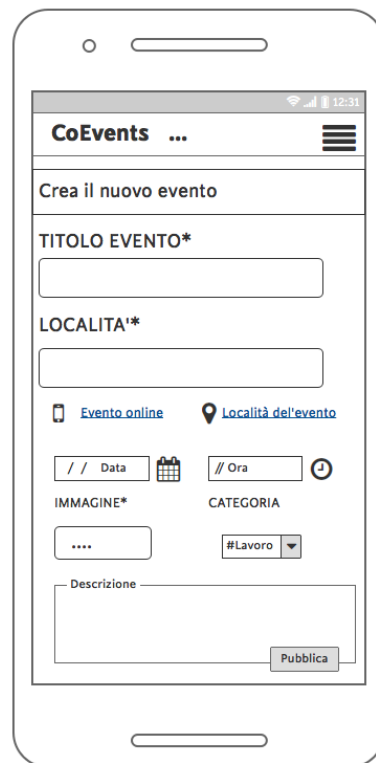 12:31
CoEvents ...
Crea il nuovo evento
TITOLO EVENTO*
LOCALITA'*
Evento online Località del'evento
/ / Data // Ora
IMMAGINE* CATEGORIA
.... #Lavoro
Descrizione
Pubblica